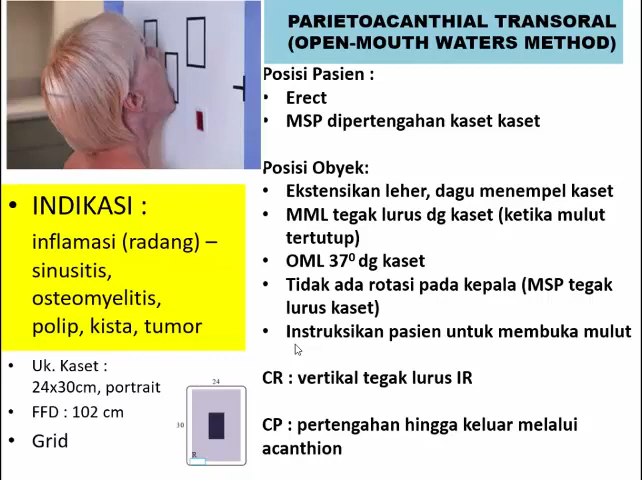 PARIETOACANTHIAL TRANSORAL
(OPEN-MOUTH WATERS METHOD)
Posisi Pasien :
• Erect
• MSP dipertengahan kaset kaset
Posisi Obyek:
• Ekstensikan leher, dagu menempel kaset
• MML tegak lurus dg kaset (ketika mulut
tertutup)
• OML 37⁰ dg kaset
• Tidak ada rotasi pada kepala (MSP tegak
lurus kaset)
• Instruksikan pasien untuk membuka mulut
CR : vertikal tegak lurus IR
CP : pertengahan hingga keluar melalui
acanthion
• INDIKASI :
inflamasi (radang) –
sinusitis,
osteomyelitis,
polip, kista, tumor
• Uk. Kaset :
24x30cm, portrait
• FFD : 102 cm
• Grid
24
30
R